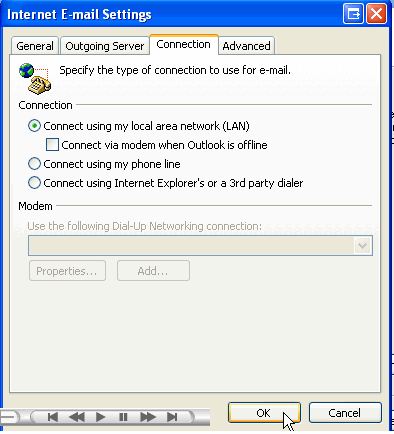 Internet E-mail Settings
General Outgoing Server Connection Advanced
Specify the type of connection to use for e-mail.
Connection
Connect using my local area network (LAN)
Connect via modem when Outlook is offline
Connect using my phone line
Connect using Internet Explorer's or a 3rd party dialer
Modem
Use the following Dial-Up Networking connection:
Properties... Add...
OK Cancel